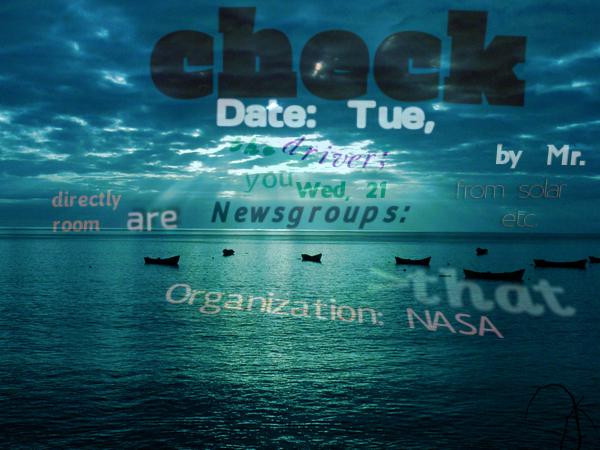 check
Date: Tue,
driver!
by Mr.
you
Wed, 21
from solar
etc.
directly
room
are
Newsgroups:
>that
Organization: NASA